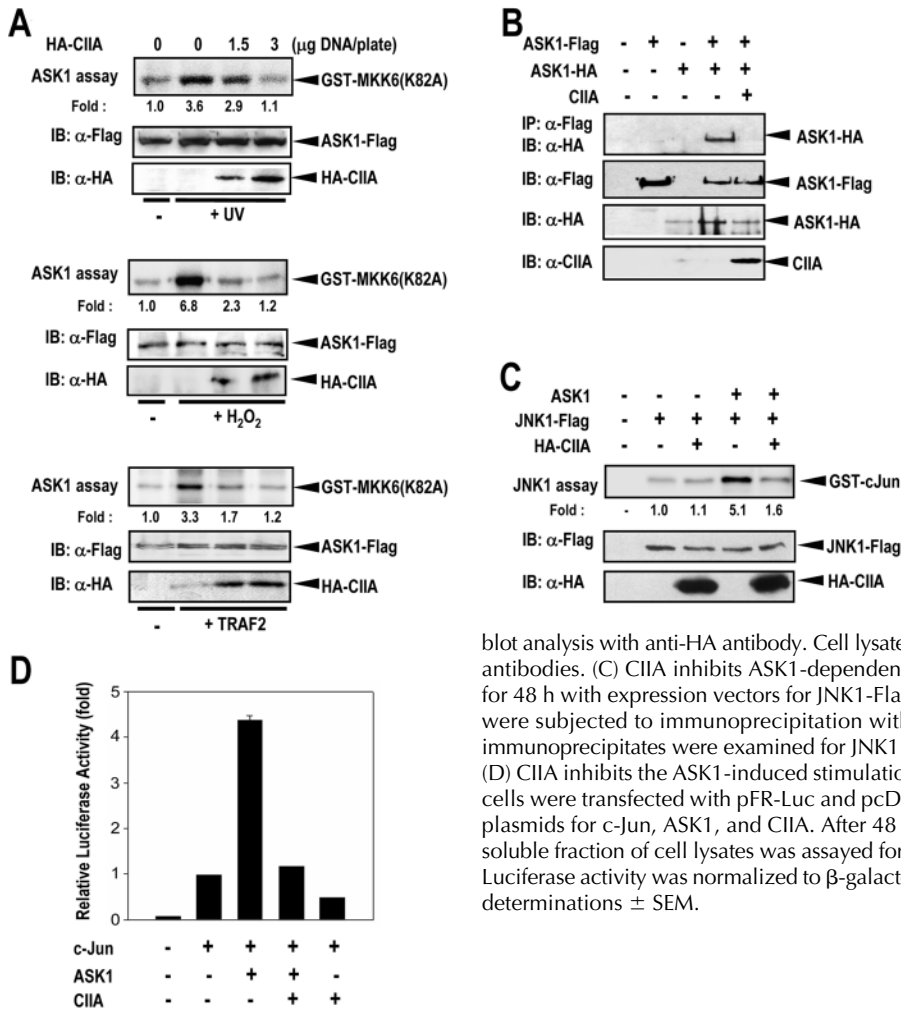 A
HA-CIIA 0 0 1.5 3 (μg DNA/plate)
ASK1 assay GST-MKK6(K82A)
Fold : 1.0 3.6 2.9 1.1
IB: α-Flag ASK1-Flag
IB: α-HA HA-CIIA
- + UV
ASK1 assay GST-MKK6(K82A)
Fold : 1.0 6.8 2.3 1.2
IB: α-Flag ASK1-Flag
IB: α-HA HA-CIIA
- + H₂O₂
ASK1 assay GST-MKK6(K82A)
Fold : 1.0 3.3 1.7 1.2
IB: α-Flag ASK1-Flag
IB: α-HA HA-CIIA
- + TRAF2
B
ASK1-Flag - + - + +
ASK1-HA - - + + +
CIIA - - - - +
IP: α-Flag
IB: α-HA ASK1-HA
IB: α-Flag ASK1-Flag
IB: α-HA ASK1-HA
IB: α-CIIA CIIA
C
ASK1 - - - + +
JNK1-Flag - + + + +
HA-CIIA - - + - +
JNK1 assay GST-cJun
Fold : - 1.0 1.1 5.1 1.6
IB: α-Flag JNK1-Flag
IB: α-HA HA-CIIA
blot analysis with anti-HA antibody. Cell lysate
antibodies. (C) CIIA inhibits ASK1-dependen
for 48 h with expression vectors for JNK1-Fla
were subjected to immunoprecipitation with
immunoprecipitates were examined for JNK1
(D) CIIA inhibits the ASK1-induced stimulatio
cells were transfected with pFR-Luc and pcD
plasmids for c-Jun, ASK1, and CIIA. After 48
soluble fraction of cell lysates was assayed for
Luciferase activity was normalized to β-galact
determinations ± SEM.
D
Relative Luciferase Activity (fold)
5
4
3
2
1
0
c-Jun - + + + +
ASK1 - - + + -
CIIA - - - + +